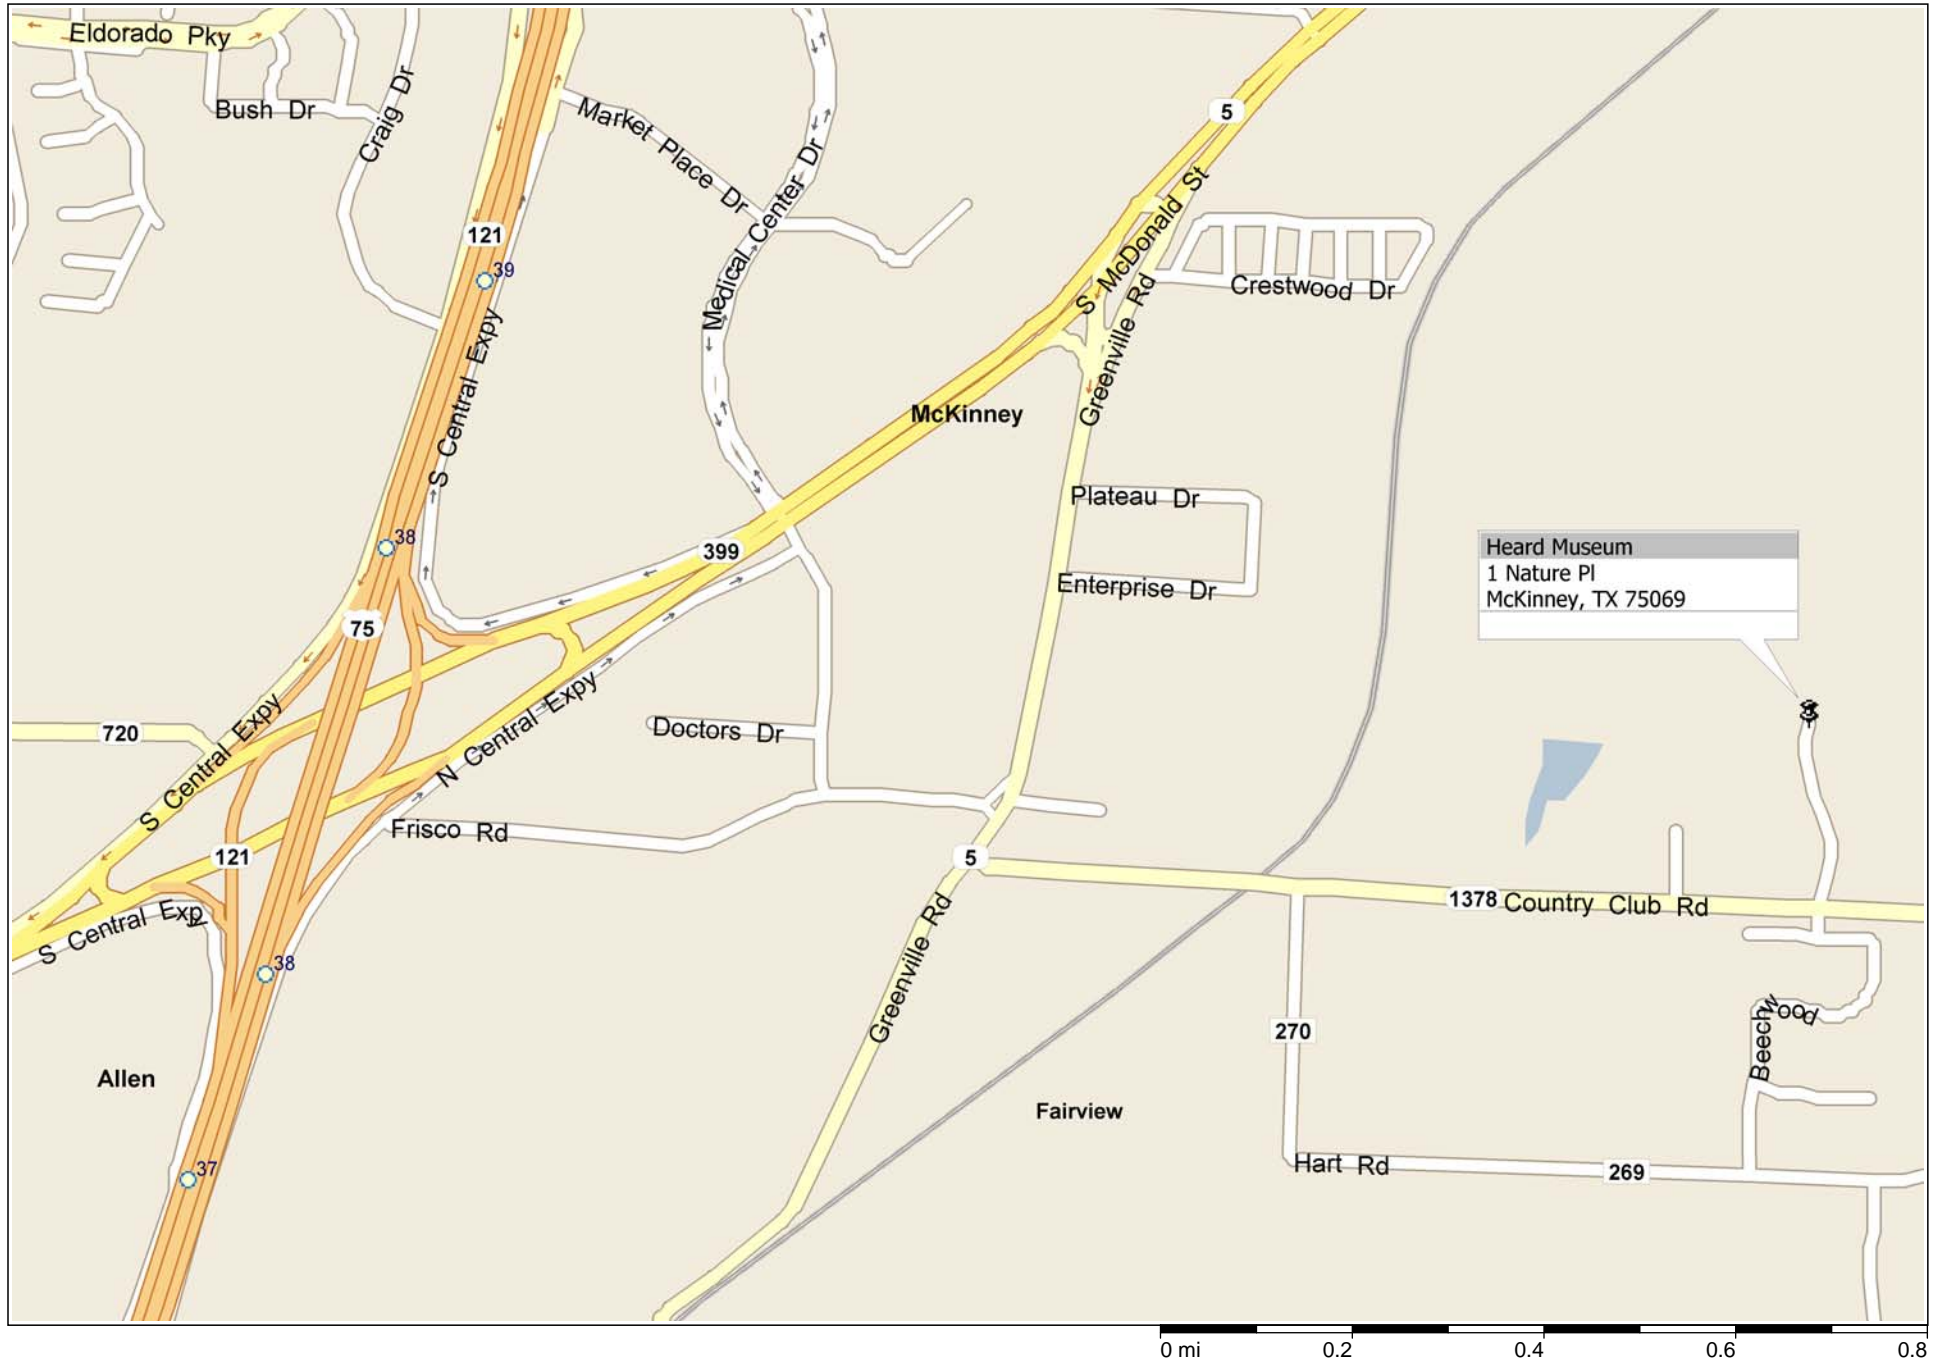 Eldorado Pky
Bush Dr
Craig Dr
Market Place Dr
Medical Center Dr
5
S McDonald St
121
39
Crestwood Dr
S Central Expy
Greenville Rd
McKinney
Plateau Dr
38
399
Enterprise Dr
Heard Museum
1 Nature Pl
McKinney, TX 75069
75
720
S Central Expy
N Central Expy
Doctors Dr
Frisco Rd
121
5
1378 Country Club Rd
S Central Expy
Greenville Rd
38
270
Beechwood
Allen
Fairview
37
Hart Rd
269
0 mi 0.2 0.4 0.6 0.8